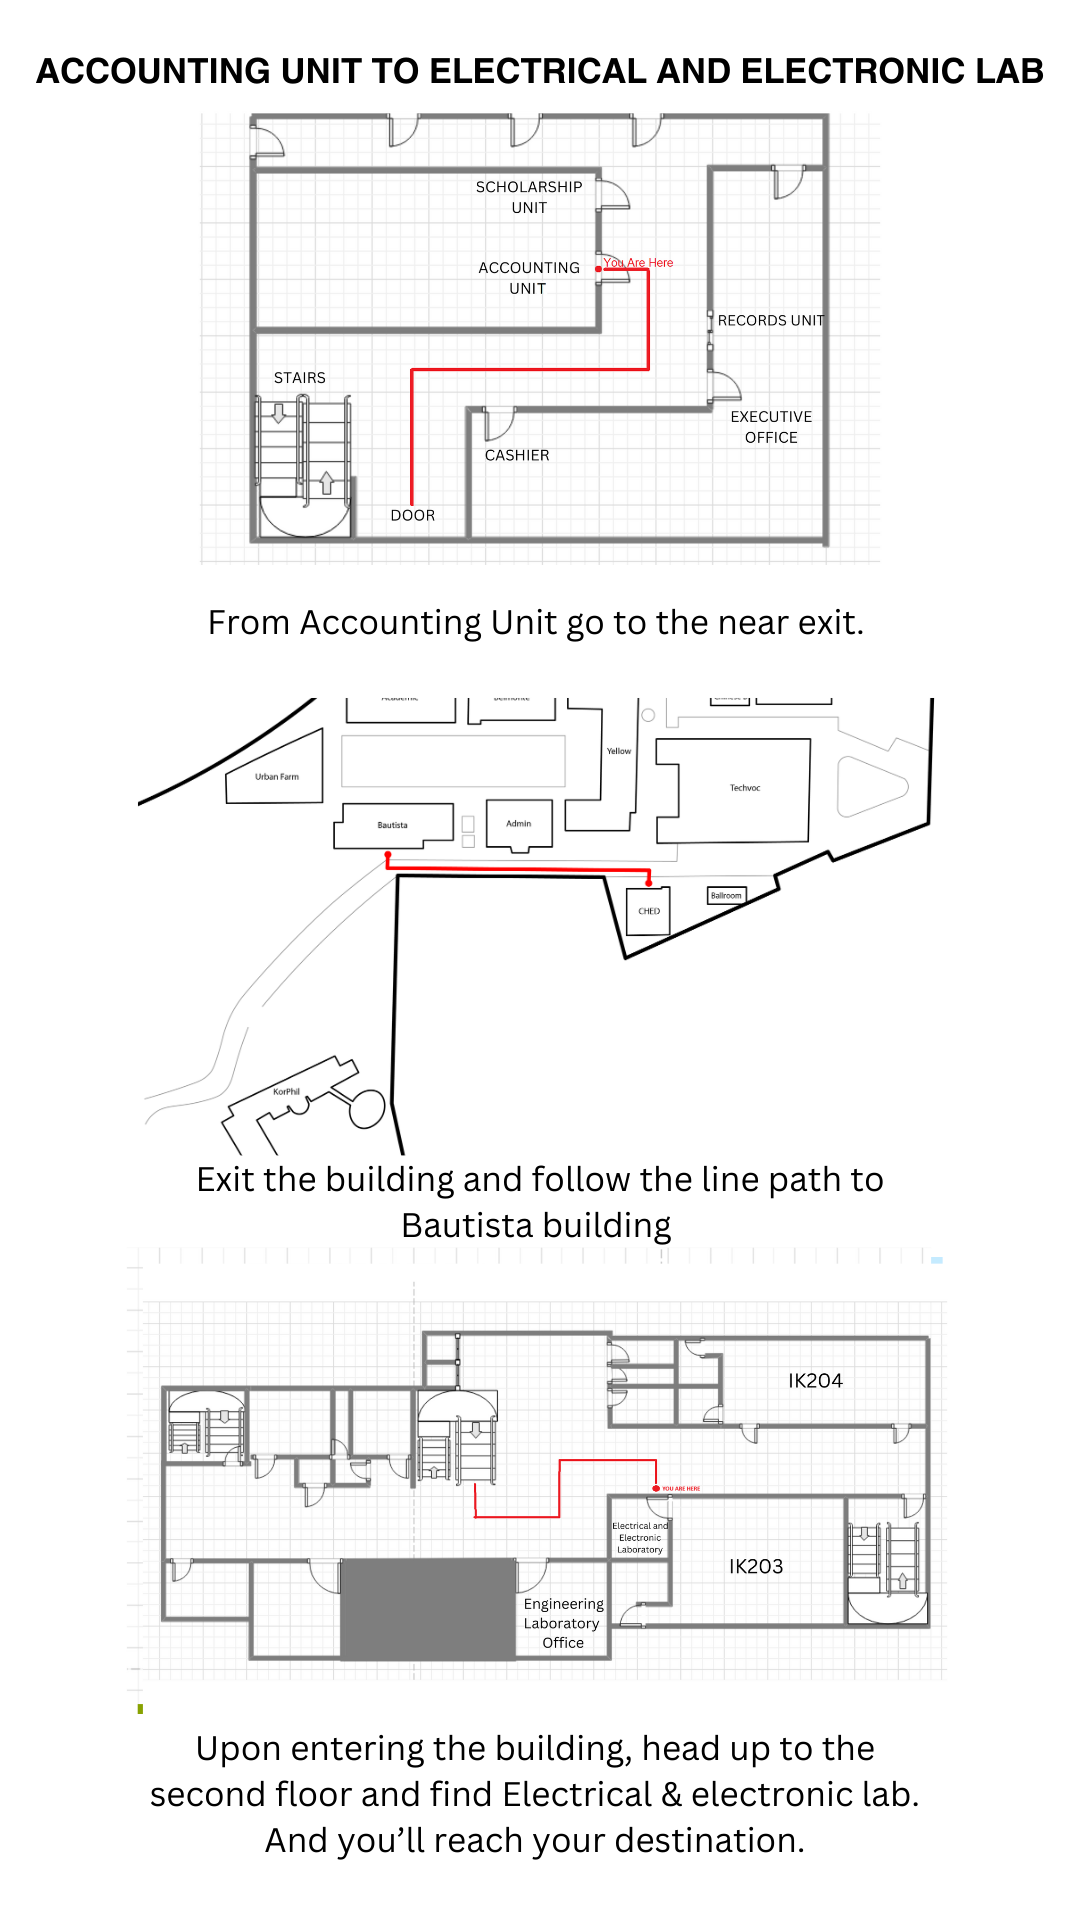 ACCOUNTING UNIT TO ELECTRICAL AND ELECTRONIC LAB
SCHOLARSHIP
UNIT
ACCOUNTING
UNIT
You Are Here
RECORDS UNIT
STAIRS
EXECUTIVE
OFFICE
CASHIER
DOOR
From Accounting Unit go to the near exit.
Academic
Belmonte
Yellow
Urban Farm
Techvoc
Bautista
Admin
CHED
Ballroom
KorPhil
Exit the building and follow the line path to
Bautista building
IK204
YOU ARE HERE
Electrical and
Electronic
Laboratory
IK203
Engineering
Laboratory
Office
Upon entering the building, head up to the
second floor and find Electrical & electronic lab.
And you’ll reach your destination.